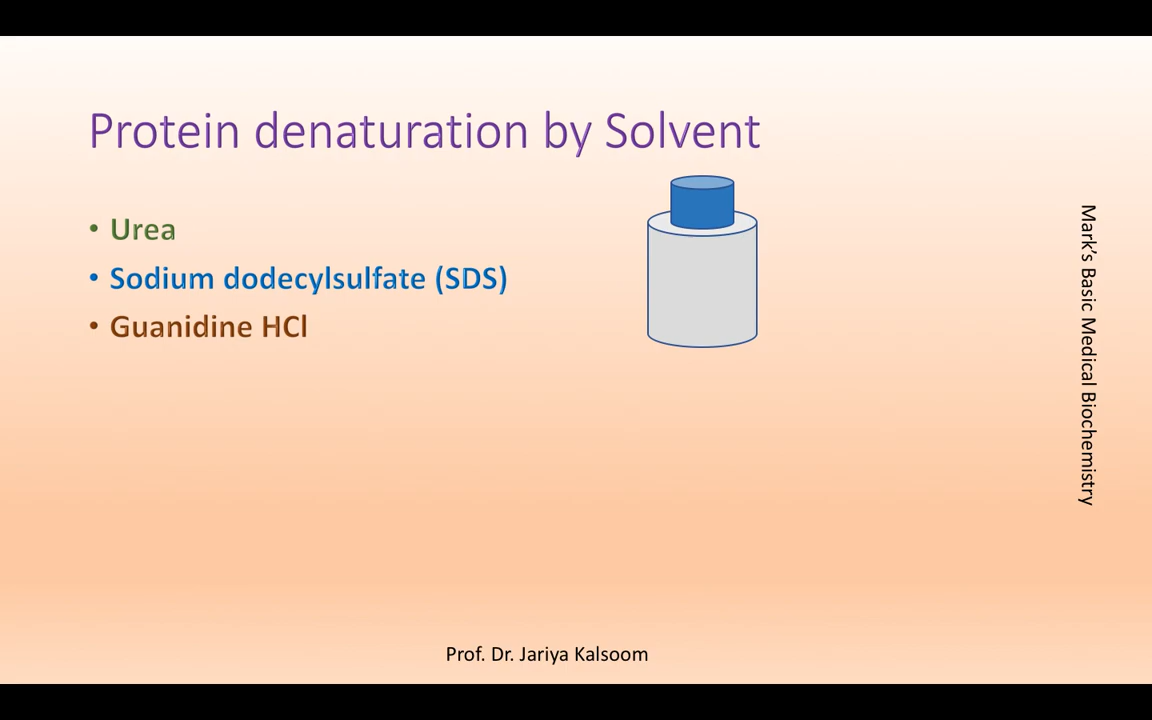 Protein denaturation by Solvent
• Urea
• Sodium dodecylsulfate (SDS)
• Guanidine HCl
Mark's Basic Medical Biochemistry
Prof. Dr. Jariya Kalsoom